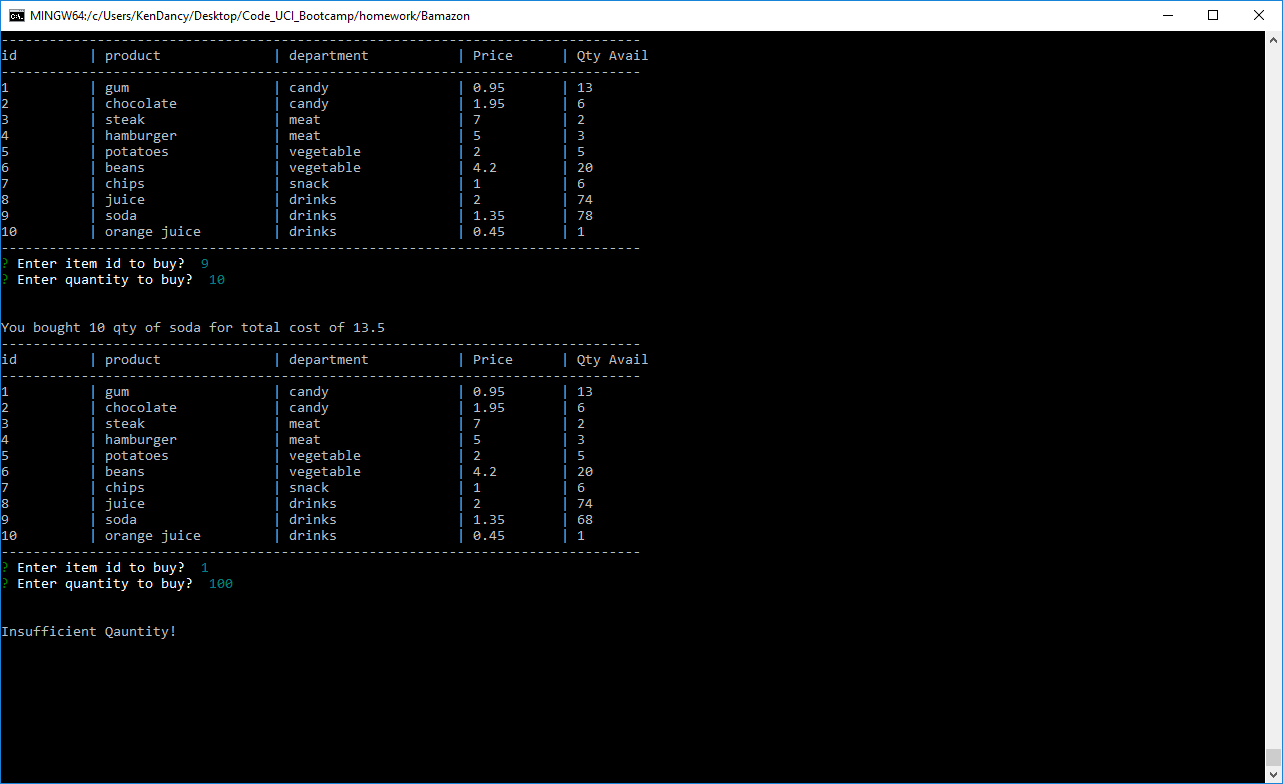 MINGW64:/c/Users/KenDancy/Desktop/Code_UCI_Bootcamp/homework/Bamazon
--------------------------------------------------------------------------------
id         | product             | department           | Price      | Qty Avail
--------------------------------------------------------------------------------
1          | gum                 | candy                | 0.95       | 13
2          | chocolate           | candy                | 1.95       | 6
3          | steak               | meat                 | 7          | 2
4          | hamburger           | meat                 | 5          | 3
5          | potatoes            | vegetable            | 2          | 5
6          | beans               | vegetable            | 4.2        | 20
7          | chips               | snack                | 1          | 6
8          | juice               | drinks               | 2          | 74
9          | soda                | drinks               | 1.35       | 78
10         | orange juice        | drinks               | 0.45       | 1
--------------------------------------------------------------------------------
? Enter item id to buy?  9
? Enter quantity to buy?  10
You bought 10 qty of soda for total cost of 13.5
--------------------------------------------------------------------------------
id         | product             | department           | Price      | Qty Avail
--------------------------------------------------------------------------------
1          | gum                 | candy                | 0.95       | 13
2          | chocolate           | candy                | 1.95       | 6
3          | steak               | meat                 | 7          | 2
4          | hamburger           | meat                 | 5          | 3
5          | potatoes            | vegetable            | 2          | 5
6          | beans               | vegetable            | 4.2        | 20
7          | chips               | snack                | 1          | 6
8          | juice               | drinks               | 2          | 74
9          | soda                | drinks               | 1.35       | 68
10         | orange juice        | drinks               | 0.45       | 1
--------------------------------------------------------------------------------
? Enter item id to buy?  1
? Enter quantity to buy?  100
Insufficient Qauntity!